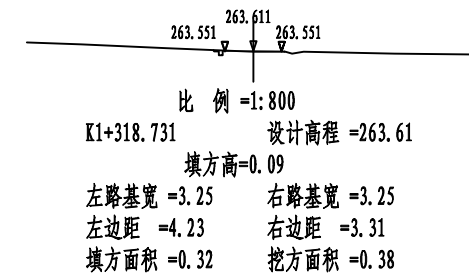 263.611
263.551 263.551
比 例 =1:800
K1+318.731 设计高程 =263.61
填方高=0.09
左路基宽 =3.25 右路基宽 =3.25
左边距 =4.23 右边距 =3.31
填方面积 =0.32 挖方面积 =0.38